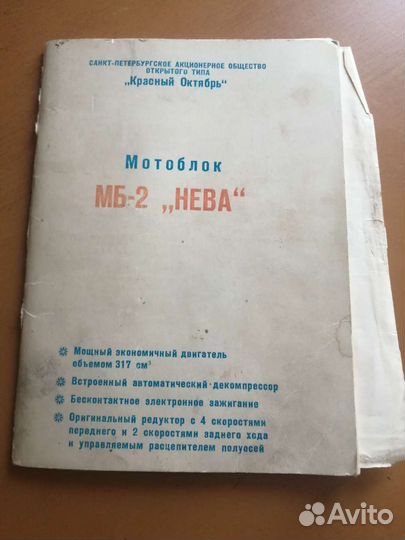 САНКТ-ПЕТЕРБУРГСКОЕ АКЦИОНЕРНОЕ ОБЩЕСТВО
ОТКРЫТОГО ТИПА
„Красный Октябрь“
Мотоблок
МБ-2 „НЕВА“
Мощный экономичный двигатель
объемом 317 см³
Встроенный автоматический декомпрессор
Бесконтактное электронное зажигание
Оригинальный редуктор с 4 скоростями
переднего и 2 скоростями заднего хода
и управляемым расцепителем полуосей
Avito